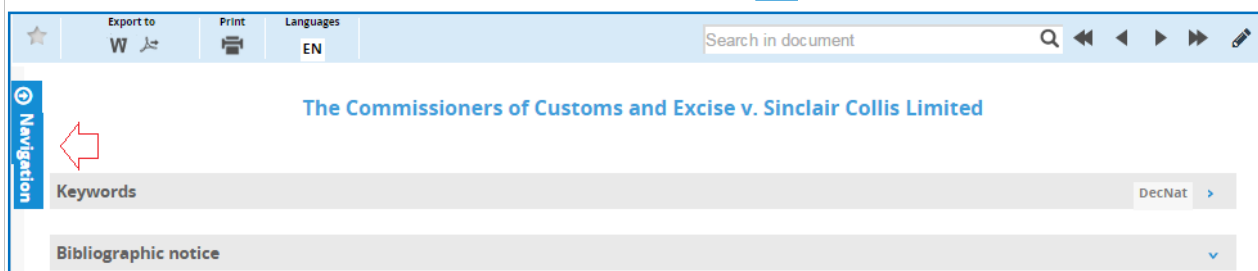 Export to
Print
Languages
W
EN
Search in document
Navigation
The Commissioners of Customs and Excise v. Sinclair Collis Limited
Keywords
DecNat
Bibliographic notice